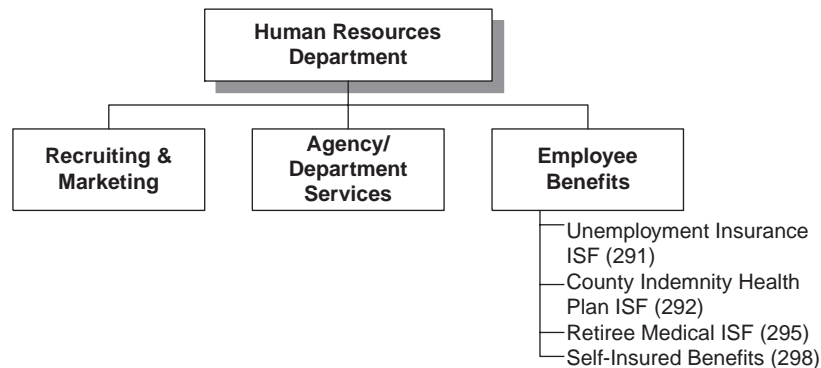 Human Resources
Department
Recruiting &
Marketing
Agency/
Department
Services
Employee
Benefits
Unemployment Insurance
ISF (291)
County Indemnity Health
Plan ISF (292)
Retiree Medical ISF (295)
Self-Insured Benefits (298)